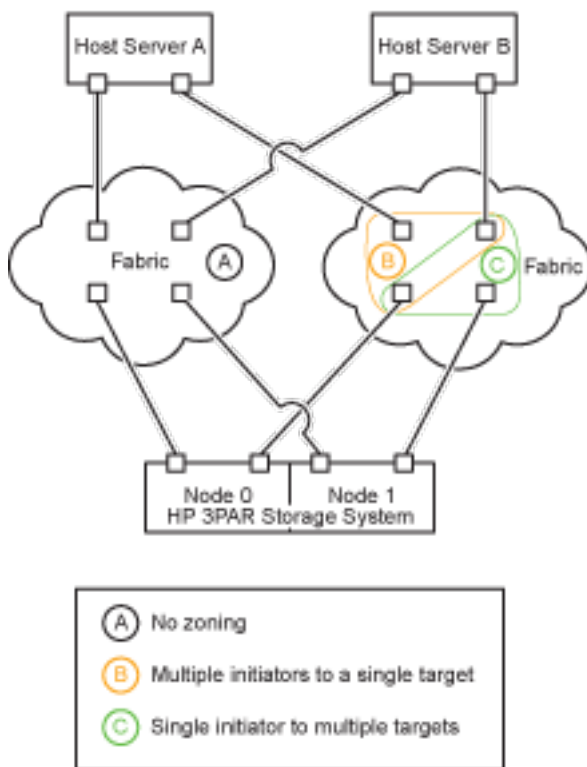 Host Server A
Host Server B
Fabric
A
B
C
Fabric
Node 0
Node 1
HP 3PAR Storage System
A No zoning
B Multiple initiators to a single target
C Single initiator to multiple targets